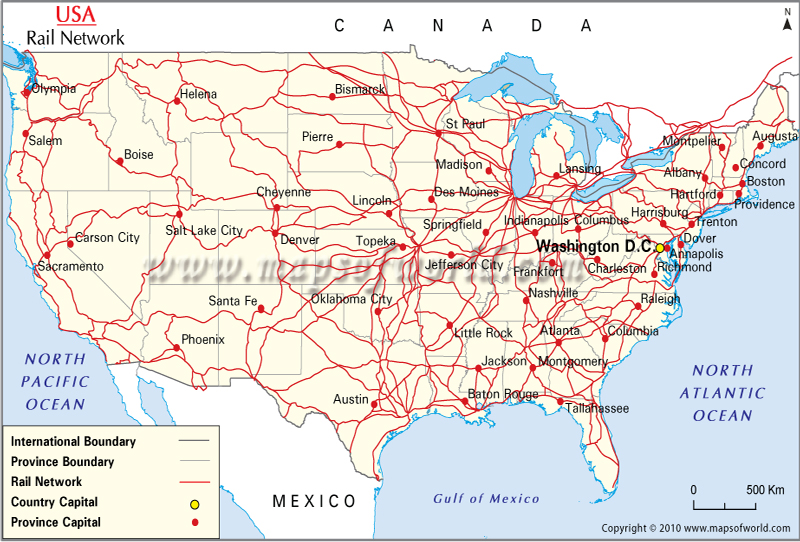 USA
Rail Network
C A N A D A
N
Olympia
Helena
Bismarck
St Paul
Salem
Boise
Pierre
Madison
Lansing
Montpelier
Augusta
Concord
Albany
Boston
Hartford
Providence
Cheyenne
Lincoln
Des Moines
Springfield
Indianapolis
Columbus
Harrisburg
Trenton
Carson City
Salt Lake City
Denver
Topeka
Washington D.C.
Dover
Annapolis
Sacramento
www.mapsofworld.com
Jefferson City
Frankfort
Charleston
Richmond
Santa Fe
Oklahoma City
Nashville
Raleigh
Phoenix
Little Rock
Atlanta
Columbia
Jackson
Montgomery
Austin
Baton Rouge
Tallahassee
NORTH
PACIFIC
OCEAN
NORTH
ATLANTIC
OCEAN
International Boundary
Province Boundary
Rail Network
Country Capital
Province Capital
MEXICO
Gulf of Mexico
0 500 Km
Copyright © 2010 www.mapsofworld.com